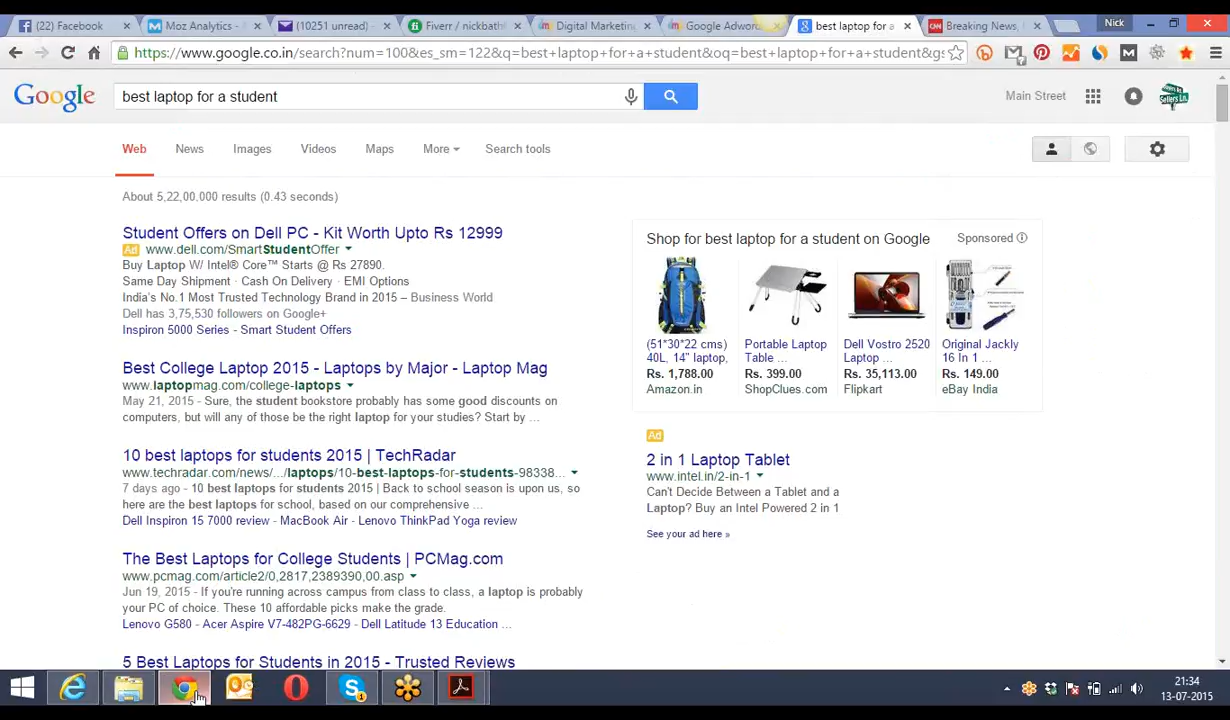 (22) Facebook
Moz Analytics -
(10251 unread) -
Fiverr / nickbath
Digital Marketing
Google Adword
best laptop for a
Breaking News,
Nick
https://www.google.co.in/search?num=100&es_sm=122&q=best+laptop+for+a+student&oq=best+laptop+for+a+student&gs
Google
best laptop for a student
Main Street
Web
News
Images
Videos
Maps
More
Search tools
About 5,22,00,000 results (0.43 seconds)
Student Offers on Dell PC - Kit Worth Upto Rs 12999
Ad www.dell.com/SmartStudentOffer
Buy Laptop W/ Intel® Core™ Starts @ Rs 27890.
Same Day Shipment · Cash On Delivery · EMI Options
India's No.1 Most Trusted Technology Brand in 2015 – Business World
Dell has 3,75,530 followers on Google+
Inspiron 5000 Series - Smart Student Offers
Best College Laptop 2015 - Laptops by Major - Laptop Mag
www.laptopmag.com/college-laptops
May 21, 2015 - Sure, the student bookstore probably has some good discounts on
computers, but will any of those be the right laptop for your studies? Start by ...
10 best laptops for students 2015 | TechRadar
www.techradar.com/news/.../laptops/10-best-laptops-for-students-98338...
7 days ago - 10 best laptops for students 2015 | Back to school season is upon us, so
here are the best laptops for school, based on our comprehensive ...
Dell Inspiron 15 7000 review - MacBook Air - Lenovo ThinkPad Yoga review
The Best Laptops for College Students | PCMag.com
www.pcmag.com/article2/0,2817,2389390,00.asp
Jun 19, 2015 - If you're running across campus from class to class, a laptop is probably
your PC of choice. These 10 affordable picks make the grade.
Lenovo G580 - Acer Aspire V7-482PG-6629 - Dell Latitude 13 Education ...
5 Best Laptops for Students in 2015 - Trusted Reviews
Shop for best laptop for a student on Google
Sponsored
(51*30*22 cms)
40L, 14" laptop,
Rs. 1,788.00
Amazon.in
Portable Laptop
Table ...
Rs. 399.00
ShopClues.com
Dell Vostro 2520
Laptop ...
Rs. 35,113.00
Flipkart
Original Jackly
16 In 1 ...
Rs. 149.00
eBay India
Ad
2 in 1 Laptop Tablet
www.intel.in/2-in-1
Can't Decide Between a Tablet and a
Laptop? Buy an Intel Powered 2 in 1
See your ad here »
21:34
13-07-2015